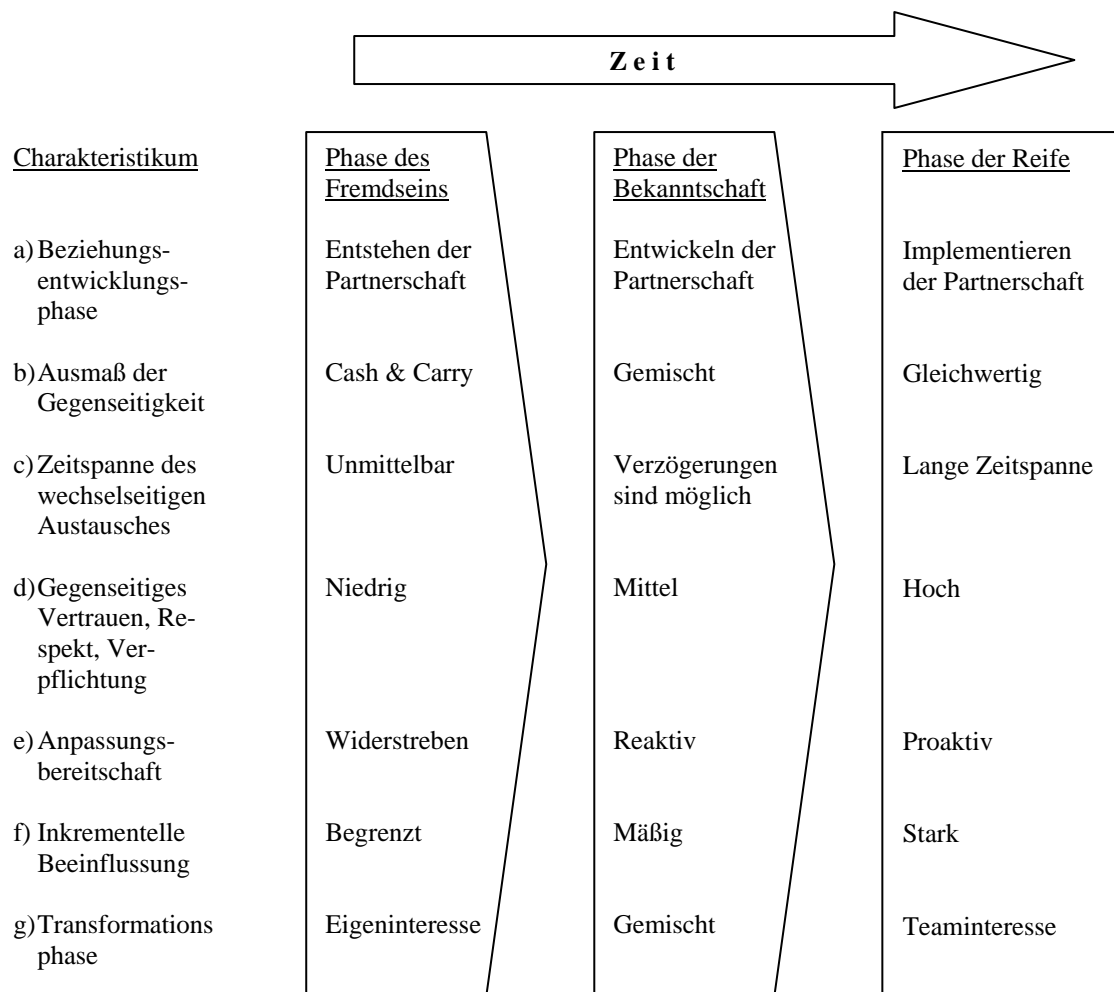 Zeit
Charakteristikum
Phase des
Fremdseins
Phase der
Bekanntschaft
Phase der Reife
a) Beziehungs-
entwicklungs-
phase
Entstehen der
Partnerschaft
Entwickeln der
Partnerschaft
Implementieren
der Partnerschaft
b) Ausmaß der
Gegenseitigkeit
Cash & Carry
Gemischt
Gleichwertig
c) Zeitspanne des
wechselseitigen
Austausches
Unmittelbar
Verzögerungen
sind möglich
Lange Zeitspanne
d) Gegenseitiges
Vertrauen, Re-
spekt, Ver-
pflichtung
Niedrig
Mittel
Hoch
e) Anpassungs-
bereitschaft
Widerstreben
Reaktiv
Proaktiv
f) Inkrementelle
Beeinflussung
Begrenzt
Mäßig
Stark
g) Transformations
phase
Eigeninteresse
Gemischt
Teaminteresse